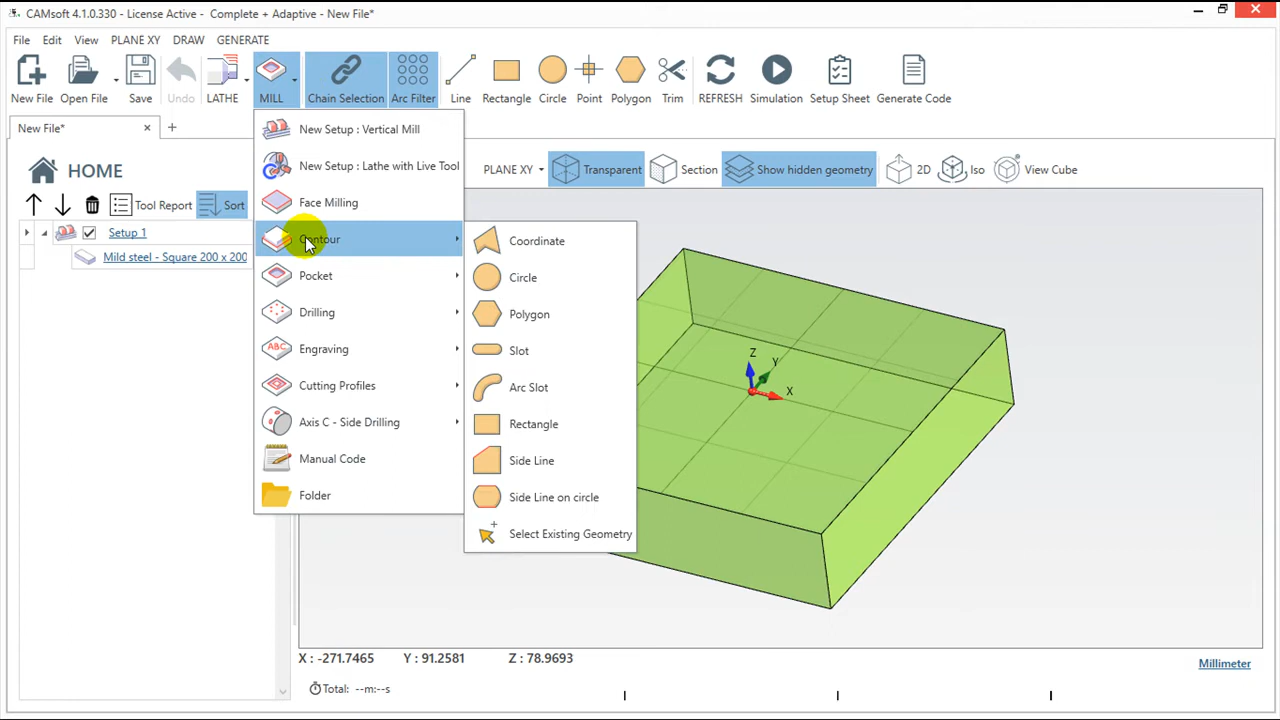 CAMsoft 4.1.0.330 - License Active - Complete + Adaptive - New File*
File Edit View PLANE XY DRAW GENERATE
New File Open File Save Undo LATHE MILL Chain Selection Arc Filter Line Rectangle Circle Point Polygon Trim REFRESH Simulation Setup Sheet Generate Code
New File*
New Setup : Vertical Mill
New Setup : Lathe with Live Tool
Face Milling
Contour
Pocket
Drilling
ABC
Engraving
Cutting Profiles
Axis C - Side Drilling
Manual Code
Folder
Coordinate
Circle
Polygon
Slot
Arc Slot
Rectangle
Side Line
Side Line on circle
Select Existing Geometry
HOME
PLANE XY Transparent Section Show hidden geometry 2D Iso View Cube
Tool Report Sort
Setup 1
Mild steel - Square 200 x 200
Z
Y
X
X : -271.7465 Y : 91.2581 Z : 78.9693
Millimeter
Total: --m:--s